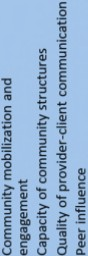 Community mobilization and
engagement
Capacity of community structures
Quality of provider-client communication
Peer influence